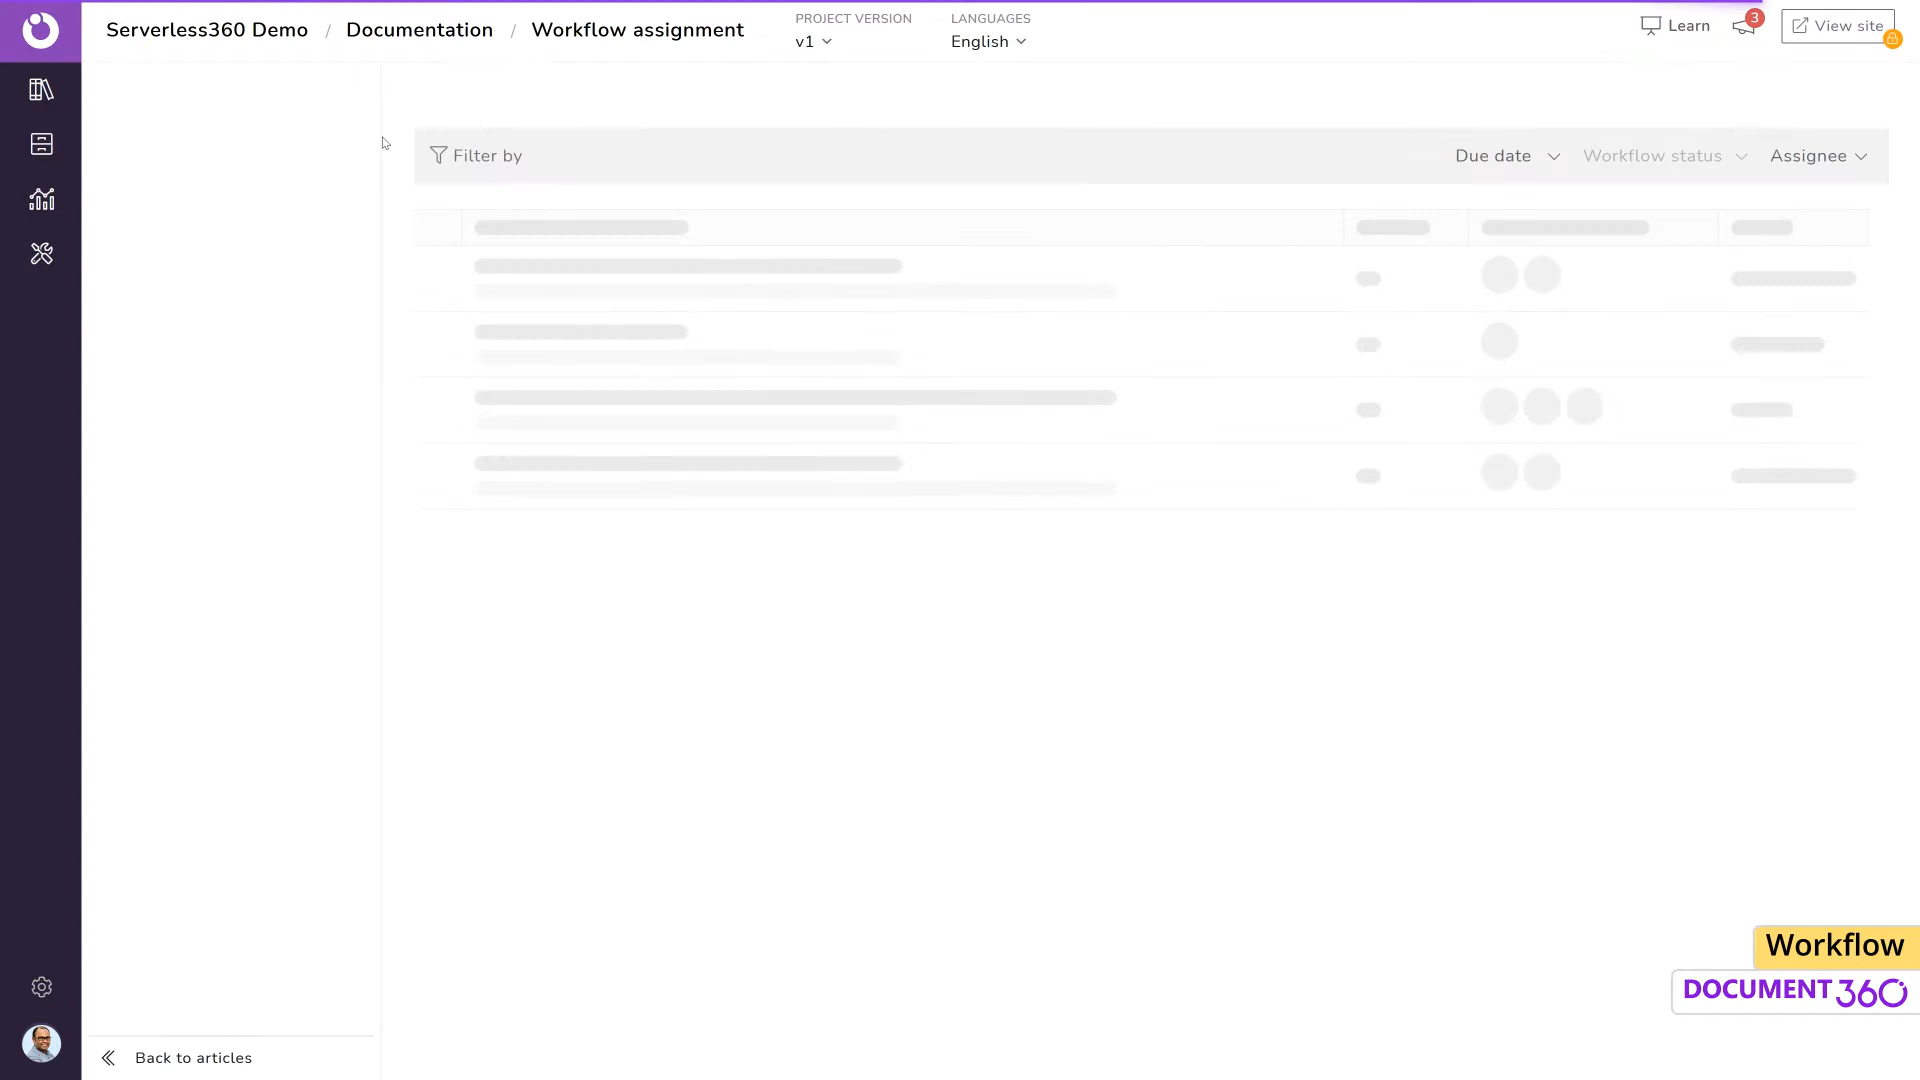 Serverless360 Demo / Documentation / Workflow assignment
PROJECT VERSION
v1
LANGUAGES
English
Learn
3
View site
Filter by
Due date
Workflow status
Assignee
Workflow
DOCUMENT360
Back to articles